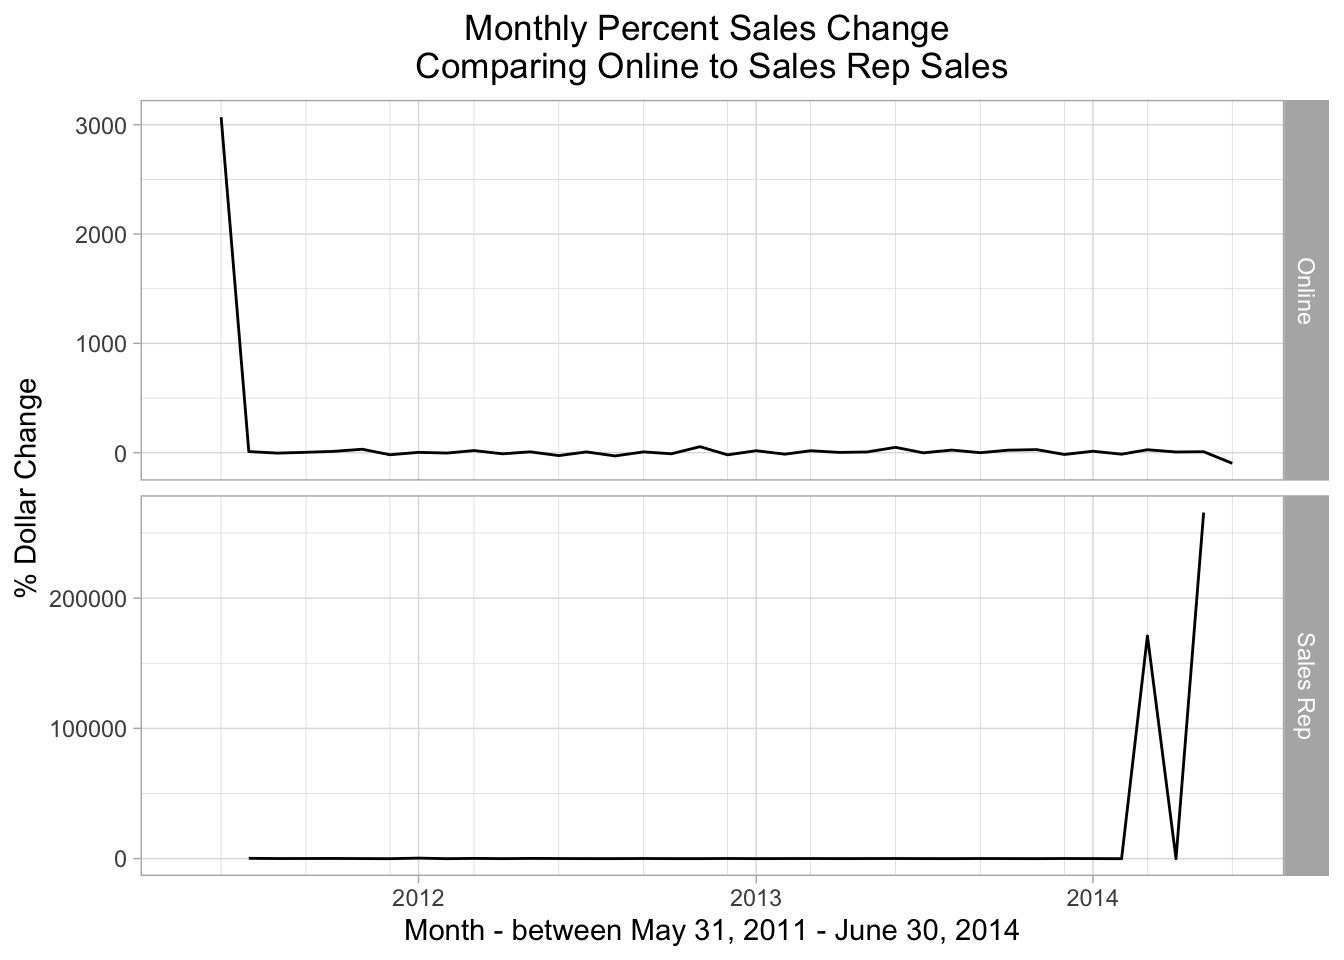 Monthly Percent Sales Change
Comparing Online to Sales Rep Sales
% Dollar Change
3000
2000
1000
0
Online
200000
100000
0
Sales Rep
2012
2013
2014
Month - between May 31, 2011 - June 30, 2014